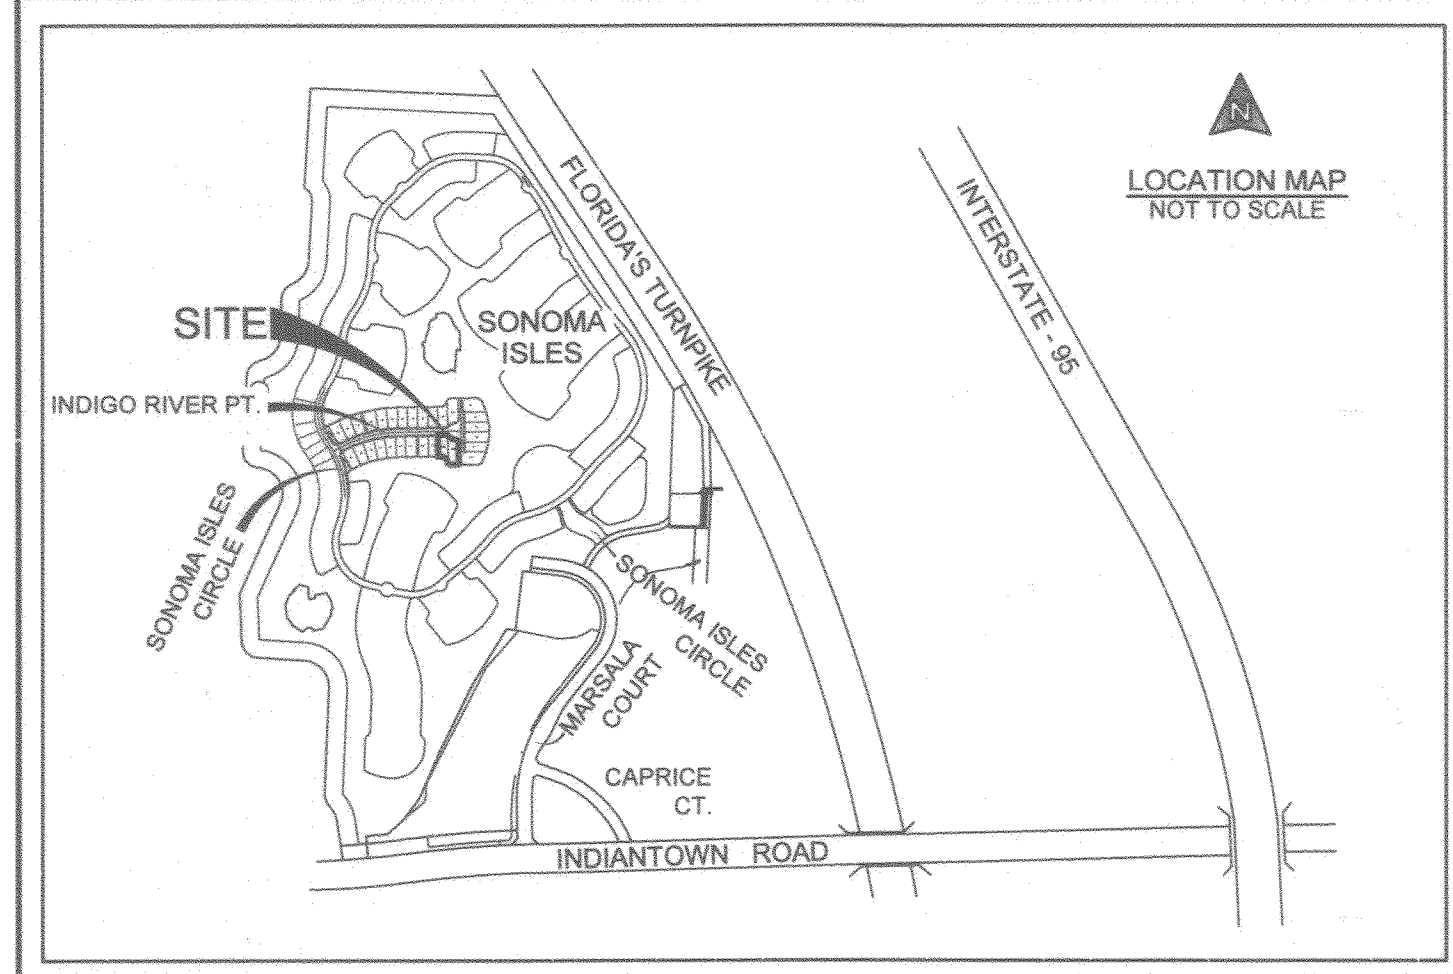 N
LOCATION MAP
NOT TO SCALE
FLORIDA'S TURNPIKE
INTERSTATE - 95
SITE
SONOMA
ISLES
INDIGO RIVER PT.
SONOMA ISLES
CIRCLE
SONOMA ISLES
CIRCLE
MARSALA
COURT
CAPRICE
CT.
INDIANTOWN ROAD